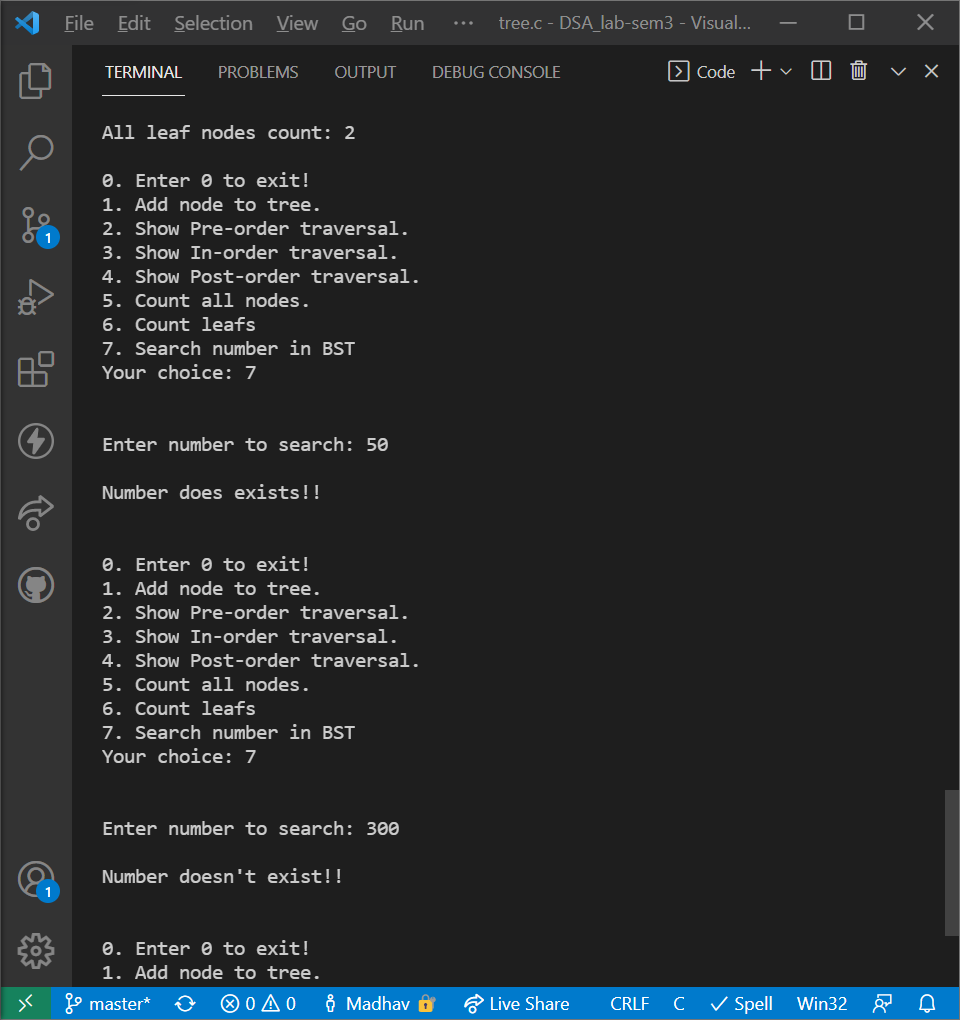 File Edit Selection View Go Run ··· tree.c - DSA_lab-sem3 - Visual...
TERMINAL PROBLEMS OUTPUT DEBUG CONSOLE Code
All leaf nodes count: 2
0. Enter 0 to exit!
1. Add node to tree.
2. Show Pre-order traversal.
3. Show In-order traversal.
4. Show Post-order traversal.
5. Count all nodes.
6. Count leafs
7. Search number in BST
Your choice: 7
Enter number to search: 50
Number does exists!!
0. Enter 0 to exit!
1. Add node to tree.
2. Show Pre-order traversal.
3. Show In-order traversal.
4. Show Post-order traversal.
5. Count all nodes.
6. Count leafs
7. Search number in BST
Your choice: 7
Enter number to search: 300
Number doesn't exist!!
0. Enter 0 to exit!
1. Add node to tree.
1
1
master* 0 0 Madhav Live Share CRLF C Spell Win32